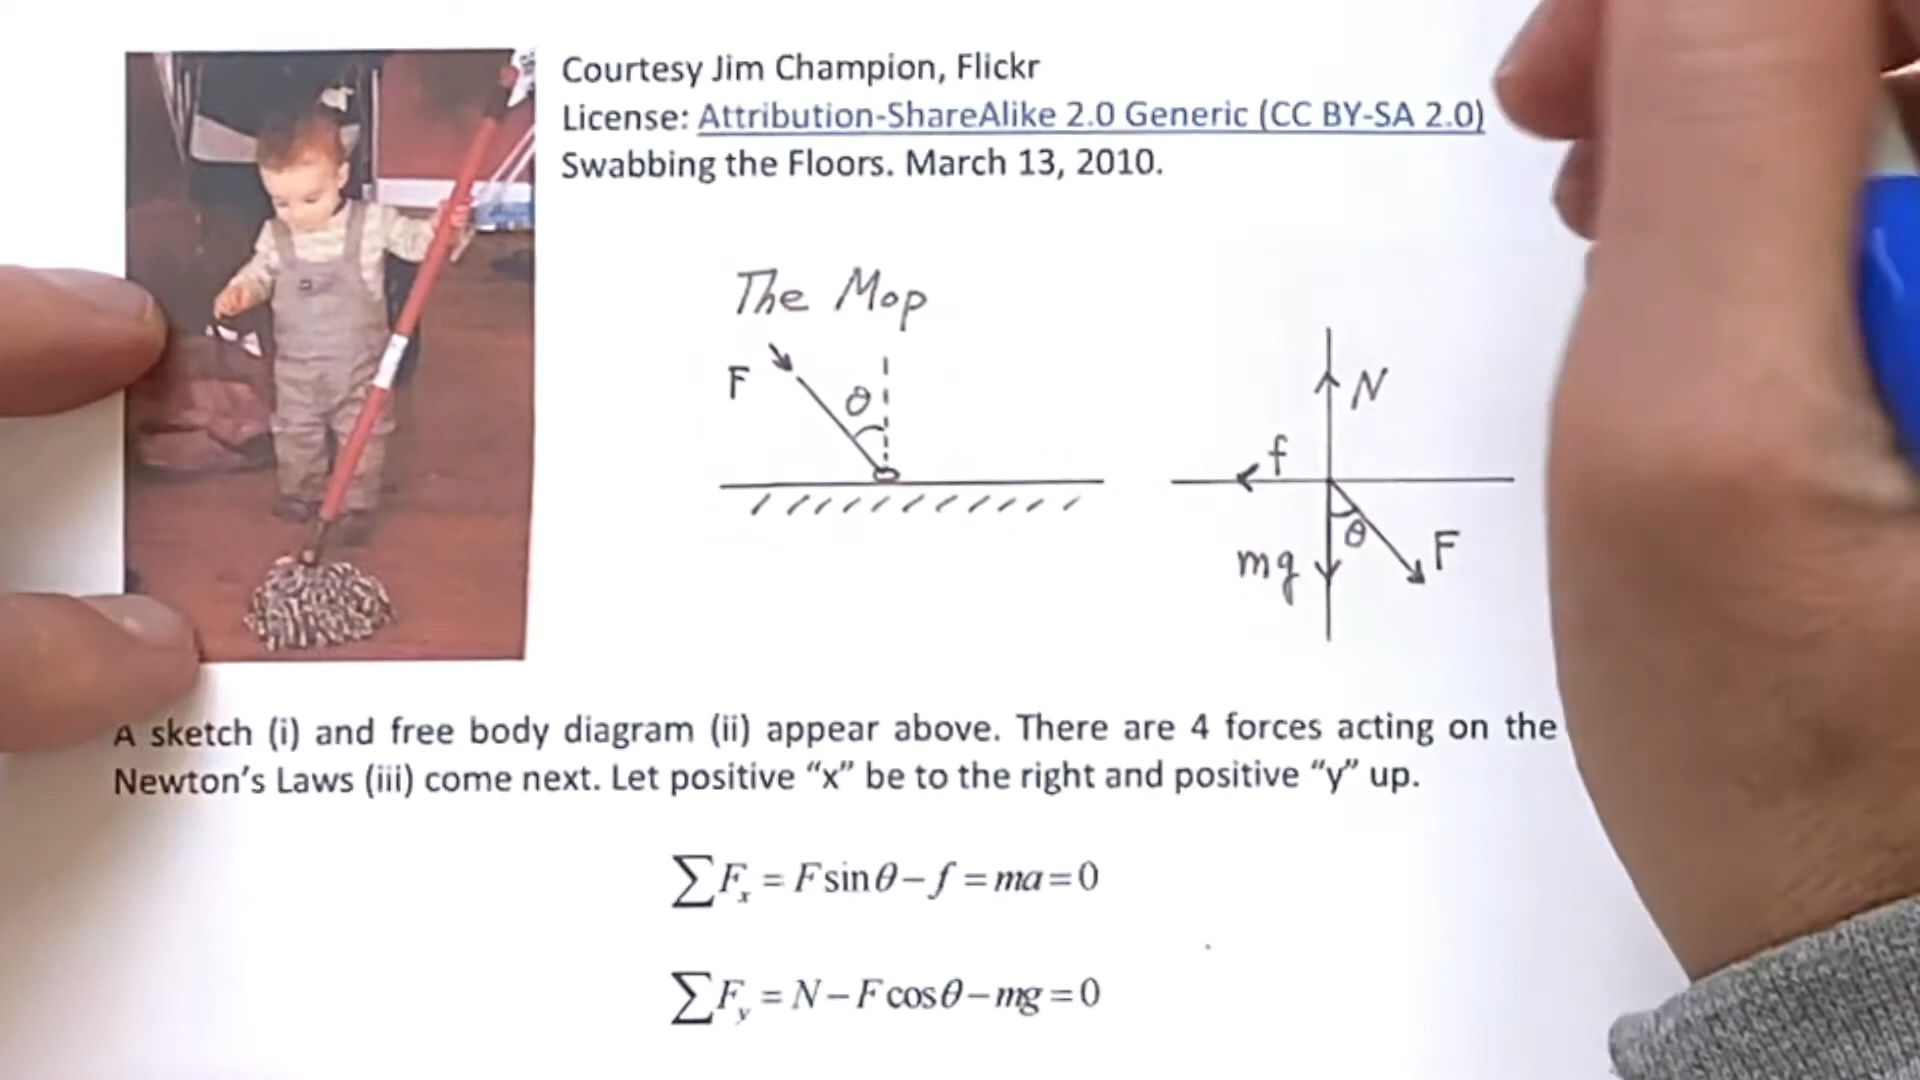 Courtesy Jim Champion, Flickr
License: Attribution-ShareAlike 2.0 Generic (CC BY-SA 2.0)
Swabbing the Floors. March 13, 2010.
The Mop
F
θ
N
f
θ
mg
F
A sketch (i) and free body diagram (ii) appear above. There are 4 forces acting on the
Newton's Laws (iii) come next. Let positive “x” be to the right and positive “y” up.
∑Fₓ = F sin θ – f = ma = 0
∑F_y = N – F cos θ – mg = 0